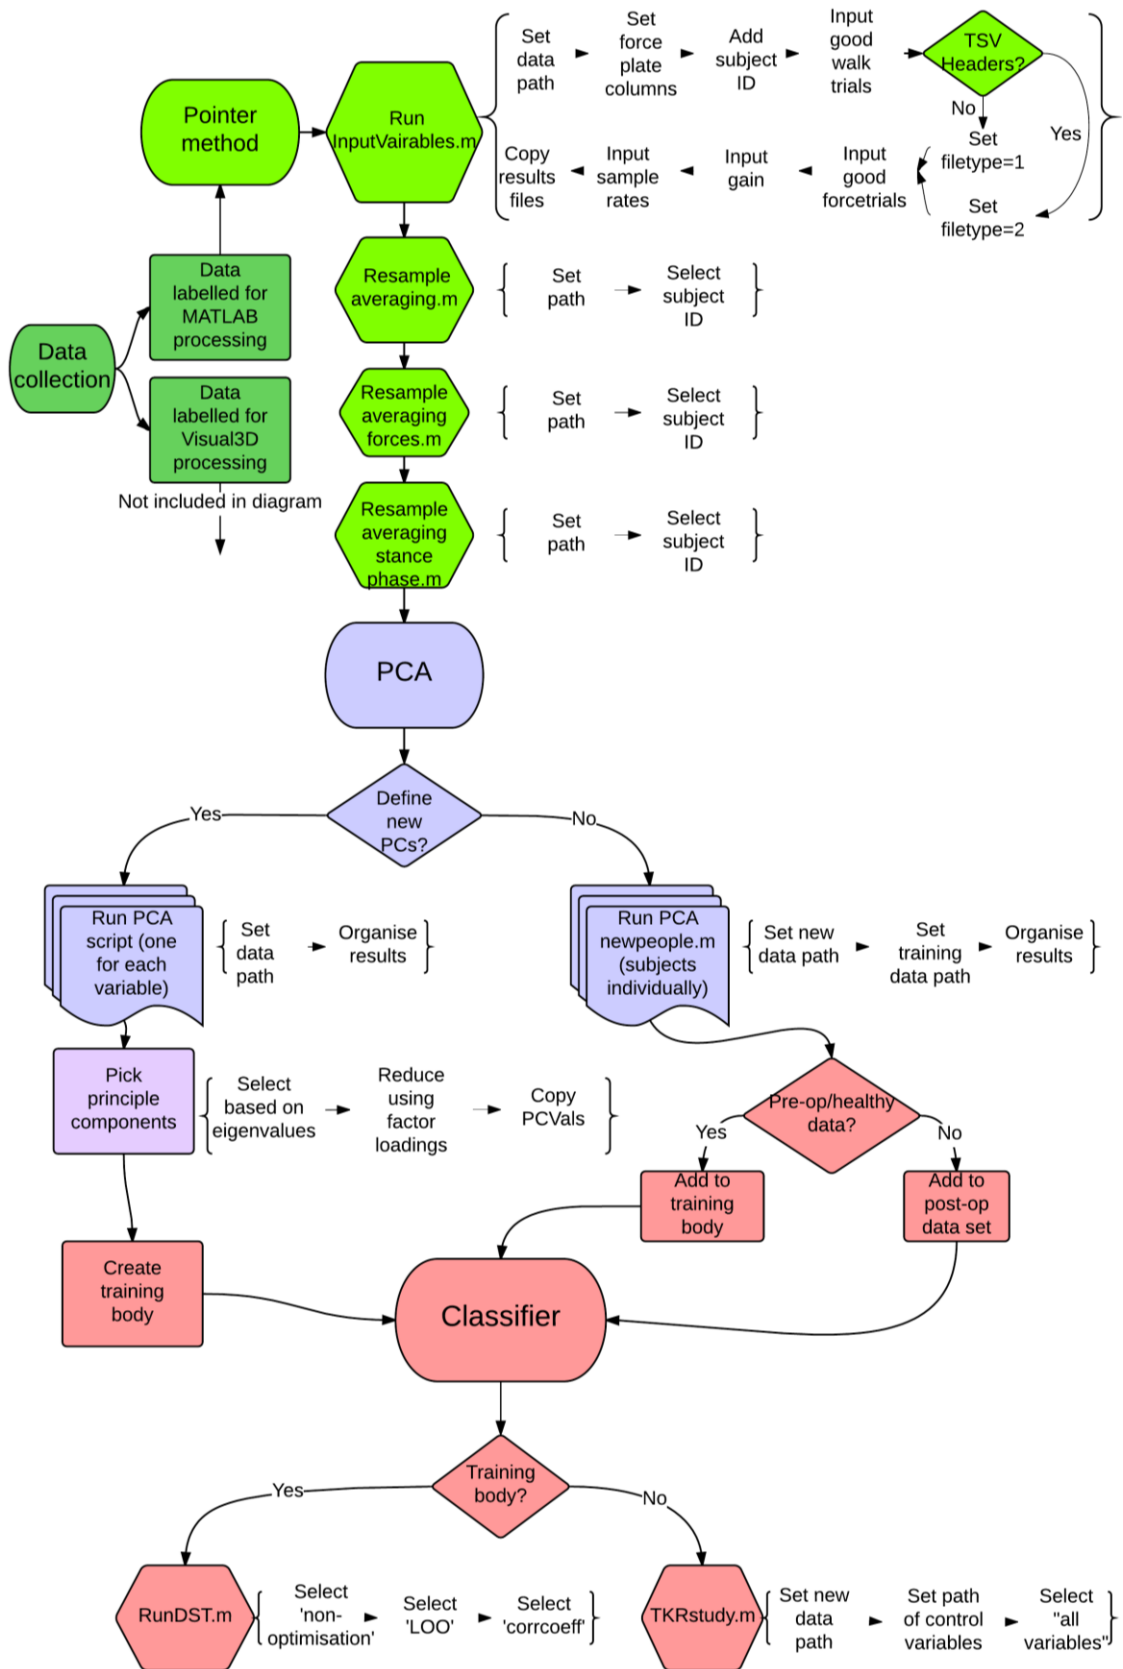 Set
data
path
Set
force
plate
columns
Add
subject
ID
Input
good
walk
trials
TSV
Headers?
No
Yes
Set
filetype=1
Set
filetype=2
Input
good
forcetrials
Input
gain
Input
sample
rates
Copy
results
files
Pointer
method
Run
InputVairables.m
Data
collection
Data
labelled for
MATLAB
processing
Data
labelled for
Visual3D
processing
Not included in diagram
Resample
averaging.m
Set
path
Select
subject
ID
Resample
averaging
forces.m
Set
path
Select
subject
ID
Resample
averaging
stance
phase.m
Set
path
Select
subject
ID
PCA
Define
new
PCs?
Yes
No
Run PCA
script (one
for each
variable)
Set
data
path
Organise
results
Run PCA
newpeople.m
(subjects
individually)
Set new
data path
Set
training
data path
Organise
results
Pick
principle
components
Select
based on
eigenvalues
Reduce
using
factor
loadings
Copy
PCVals
Pre-op/healthy
data?
Yes
No
Add to
training
body
Add to
post-op
data set
Create
training
body
Classifier
Training
body?
Yes
No
RunDST.m
Select
'non-
optimisation'
Select
'LOO'
Select
'corrcoeff'
TKRstudy.m
Set new
data
path
Set path
of control
variables
Select
"all
variables"